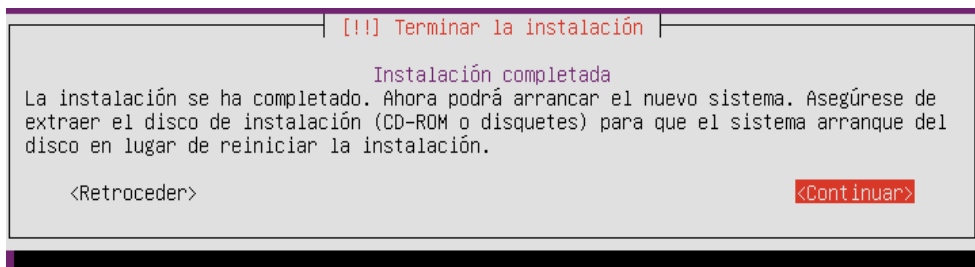 [!!] Terminar la instalación
Instalación completada
La instalación se ha completado. Ahora podrá arrancar el nuevo sistema. Asegúrese de
extraer el disco de instalación (CD-ROM o disquetes) para que el sistema arranque del
disco en lugar de reiniciar la instalación.
<Retroceder> <Continuar>